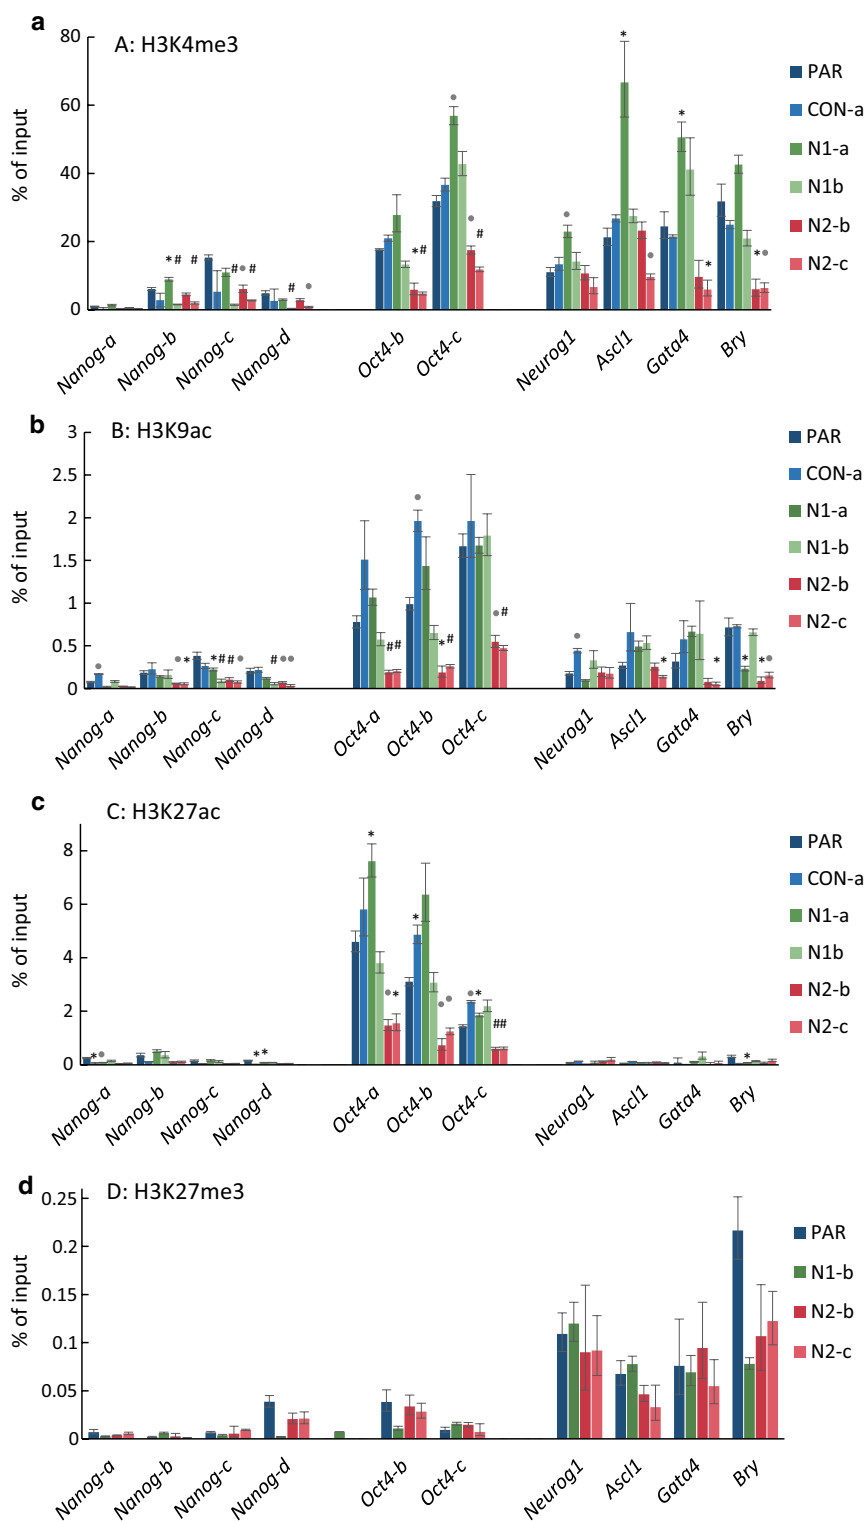 a
A: H3K4me3
% of input
80
60
40
20
0
* # # # ● # # ●
* # ● ● #
● * ● * * * ●
Nanog-a Nanog-b Nanog-c Nanog-d Oct4-b Oct4-c Neurog1 Ascl1 Gata4 Bry
PAR
CON-a
N1-a
N1b
N2-b
N2-c
b
B: H3K9ac
% of input
3
2.5
2
1.5
1
0.5
0
● ● * * # # ● # ● ●
# # ● * # ● #
● * * * * ●
Nanog-a Nanog-b Nanog-c Nanog-d Oct4-a Oct4-b Oct4-c Neurog1 Ascl1 Gata4 Bry
PAR
CON-a
N1-a
N1-b
N2-b
N2-c
c
C: H3K27ac
% of input
8
6
4
2
0
* ● * *
* ● * * ● ● ● * ##
*
Nanog-a Nanog-b Nanog-c Nanog-d Oct4-a Oct4-b Oct4-c Neurog1 Ascl1 Gata4 Bry
PAR
CON-a
N1-a
N1b
N2-b
N2-c
d
D: H3K27me3
% of input
0.25
0.2
0.15
0.1
0.05
0
Nanog-a Nanog-b Nanog-c Nanog-d Oct4-b Oct4-c Neurog1 Ascl1 Gata4 Bry
PAR
N1-b
N2-b
N2-c